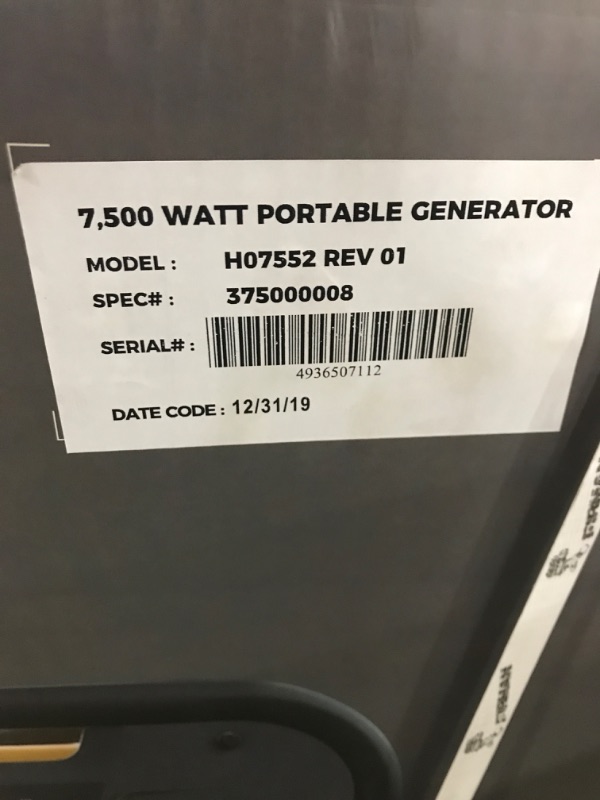 7,500 WATT PORTABLE GENERATOR
MODEL : H07552 REV 01
SPEC# : 375000008
SERIAL# :
4936507112
DATE CODE : 12/31/19